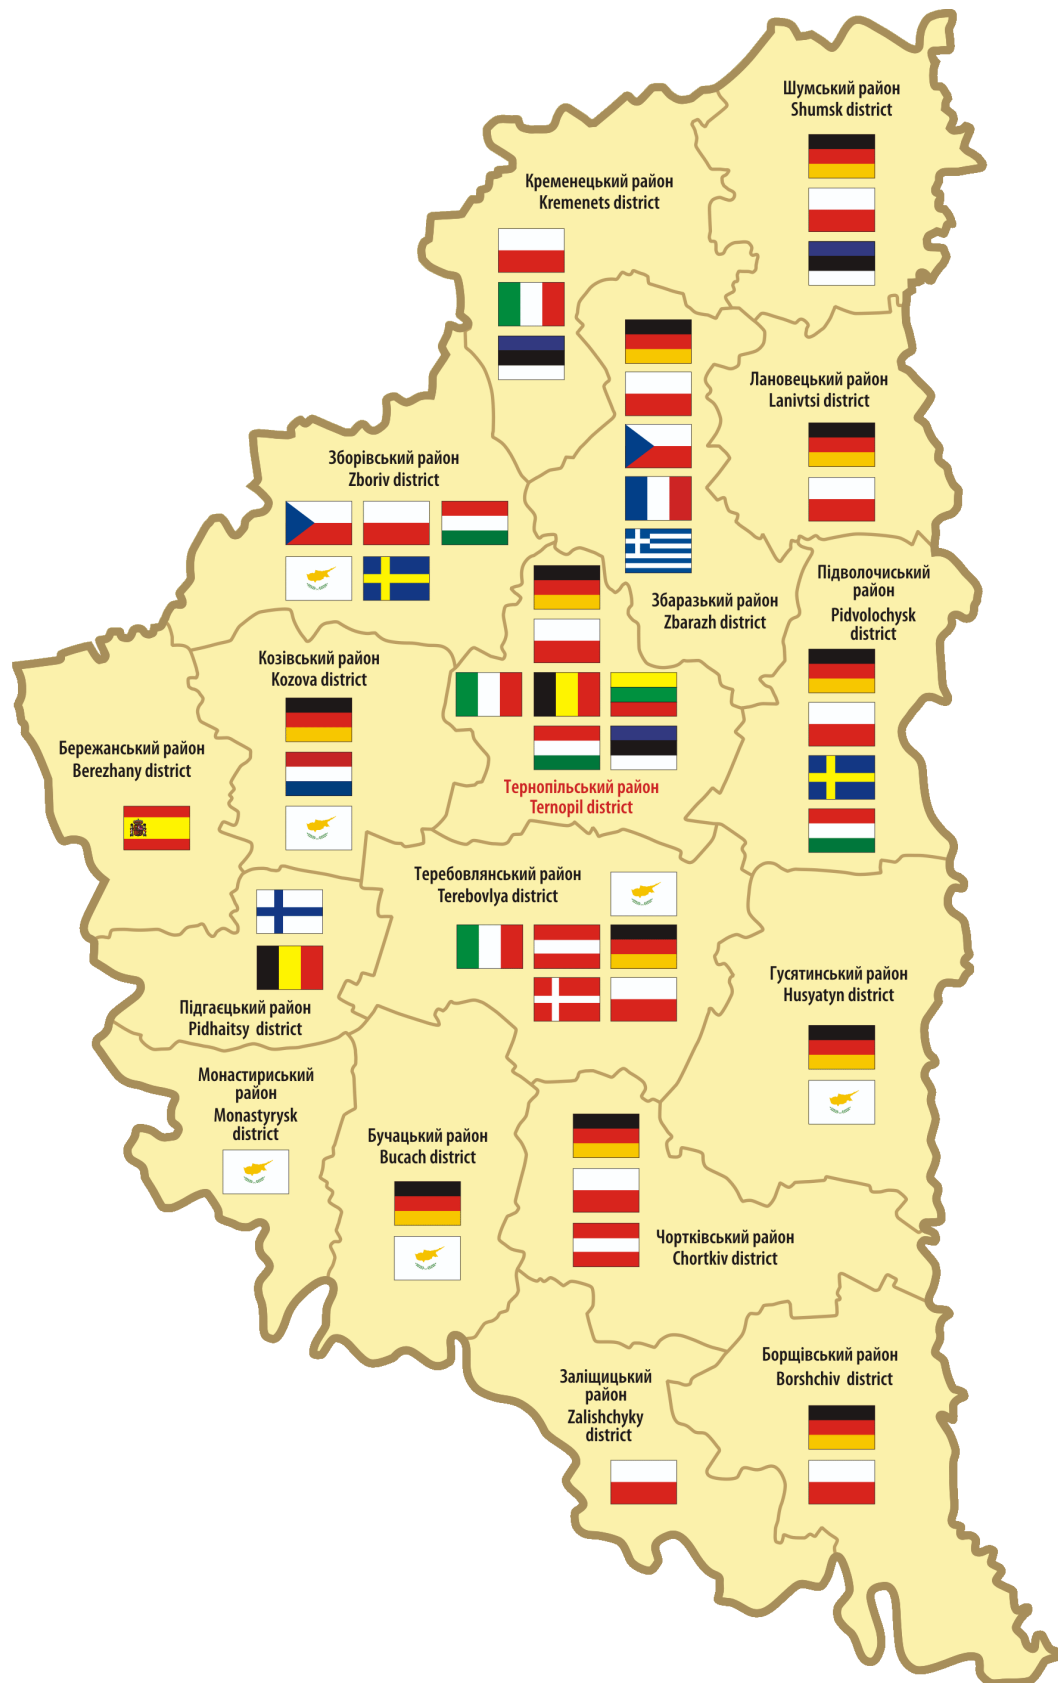 Шумський район
Shumsk district
Кременецький район
Kremenets district
Лановецький район
Lanivtsi district
Зборівський район
Zboriv district
Підволочиський
район
Pidvolochysk
district
Збаразький район
Zbarazh district
Козівський район
Kozova district
Бережанський район
Berezhany district
Тернопільський район
Ternopil district
Теребовлянський район
Terebovlya district
Гусятинський район
Husyatyn district
Підгаєцький район
Pidhaitsy district
Монастириський
район
Monastyrysk
district
Бучацький район
Bucach district
Чортківський район
Chortkiv district
Борщівський район
Borshchiv district
Заліщицький
район
Zalishchyky
district